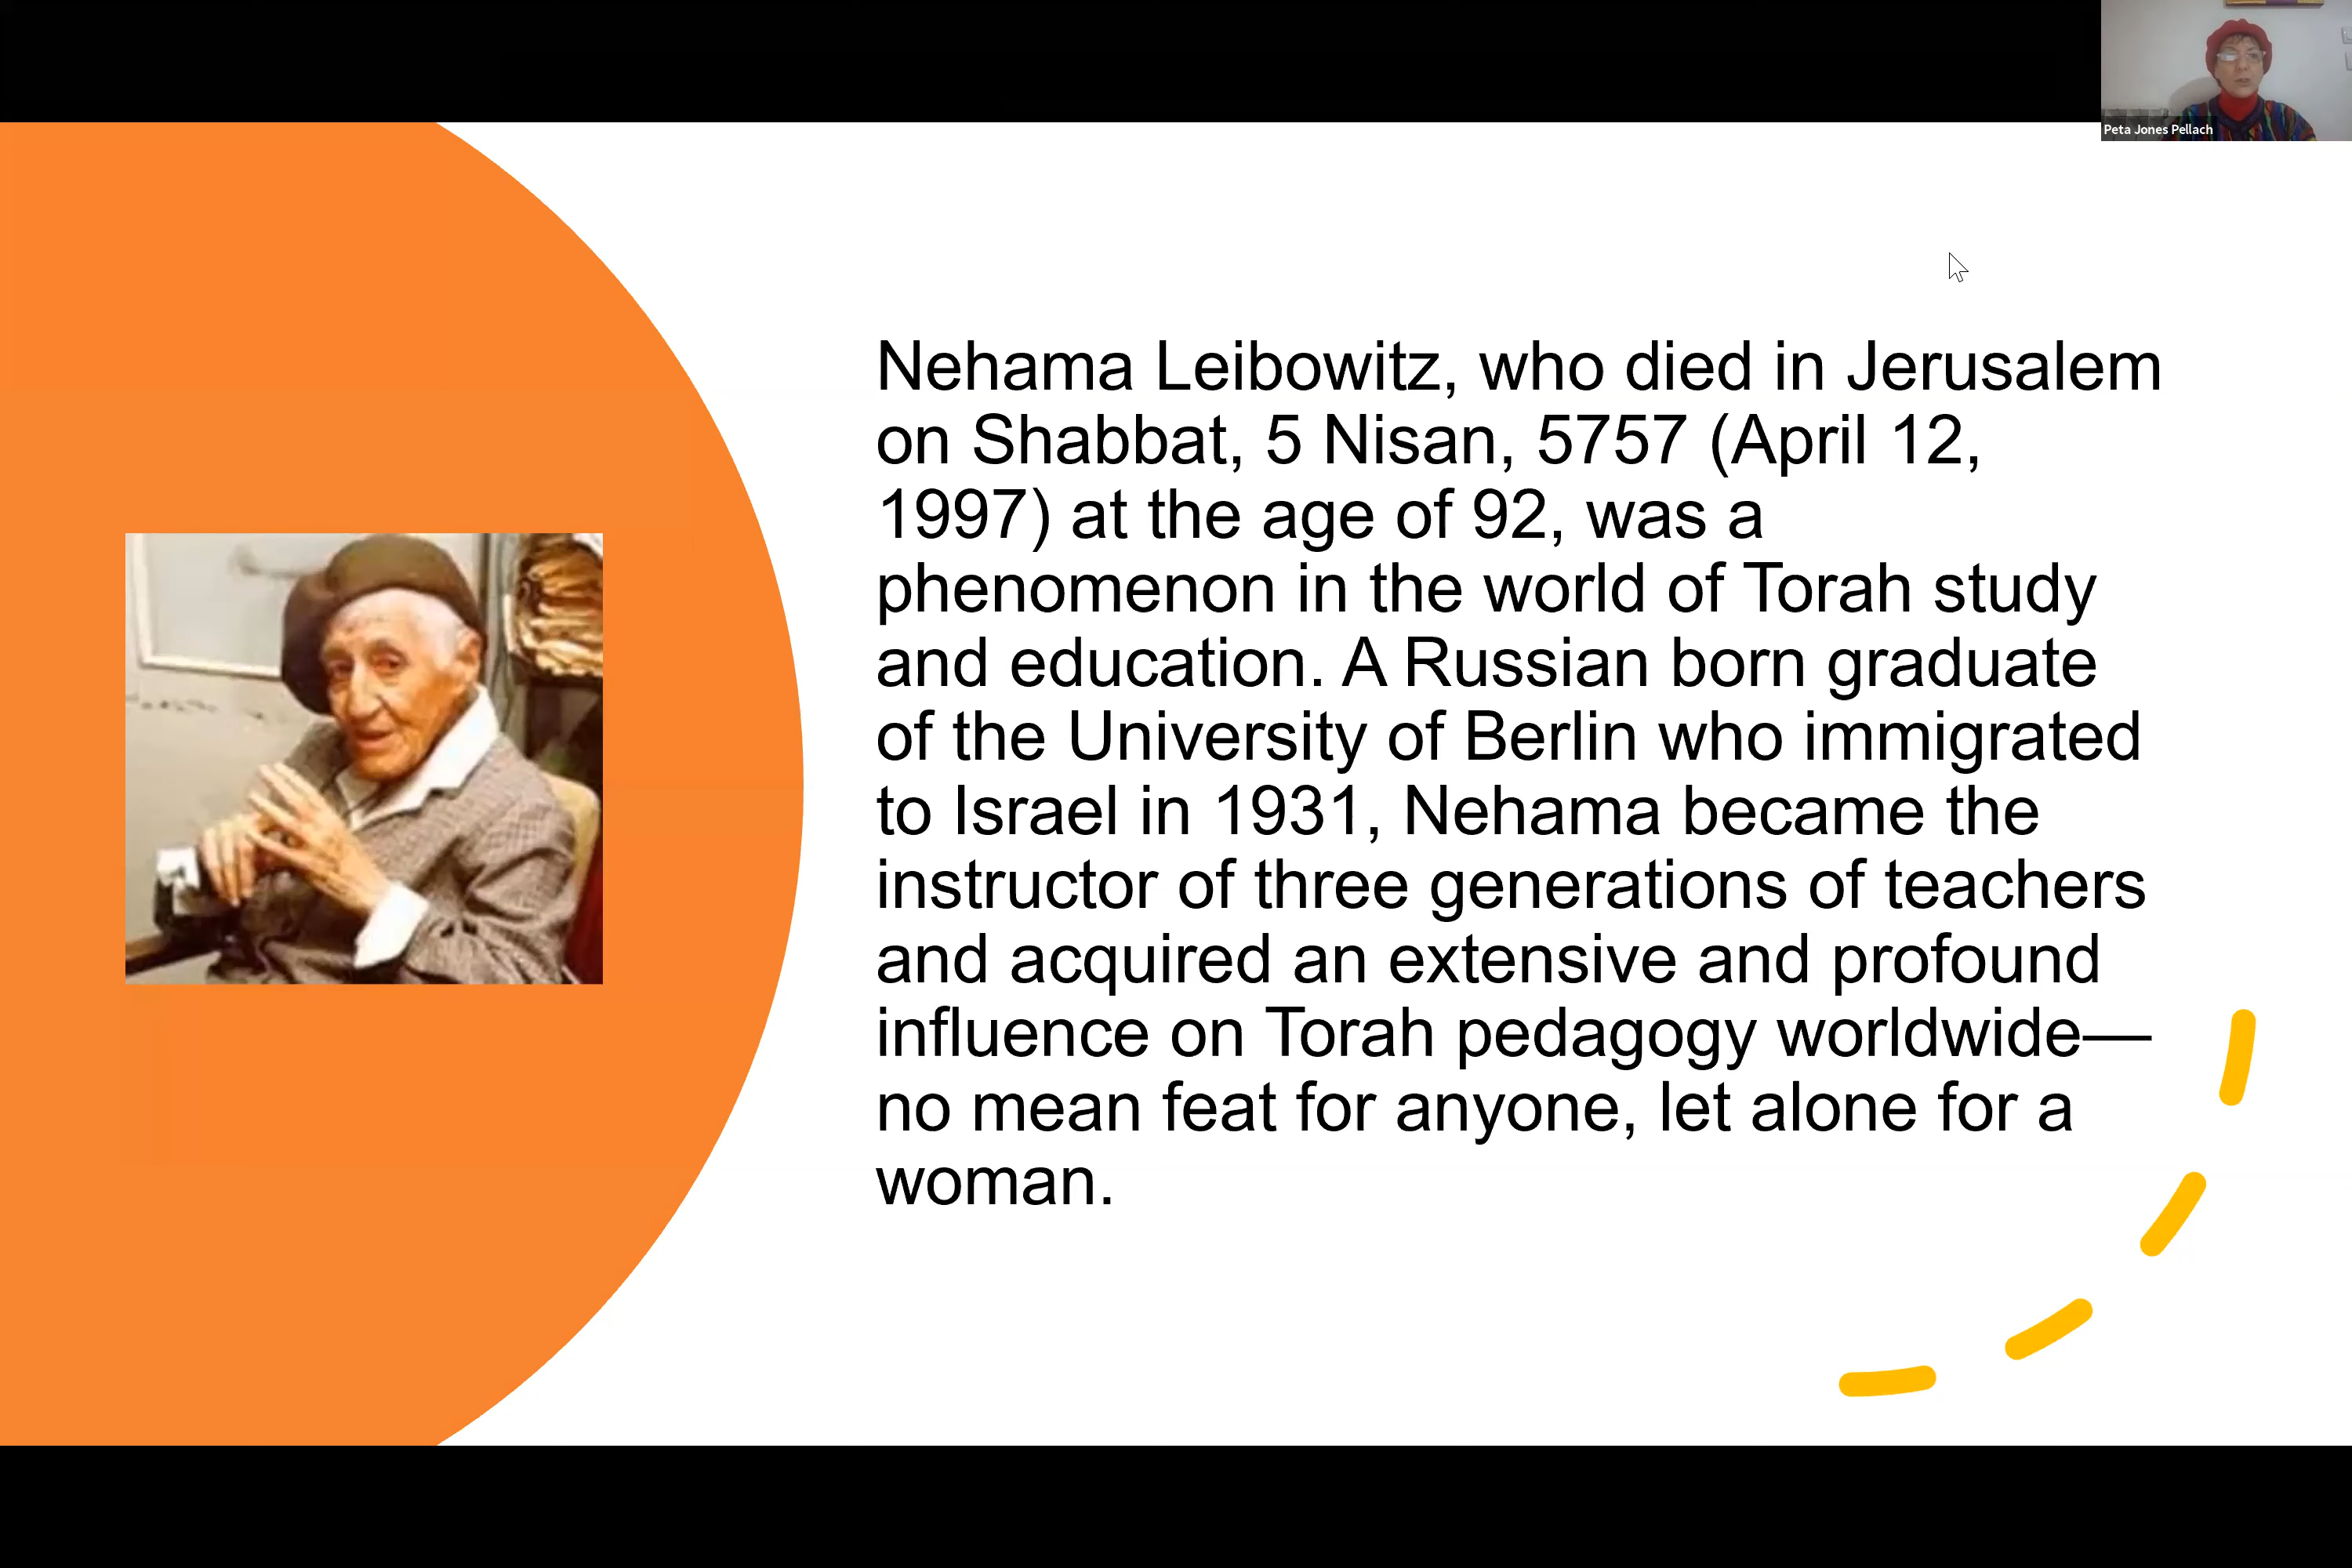 Peta Jones Pellach
Nehama Leibowitz, who died in Jerusalem
on Shabbat, 5 Nisan, 5757 (April 12,
1997) at the age of 92, was a
phenomenon in the world of Torah study
and education. A Russian born graduate
of the University of Berlin who immigrated
to Israel in 1931, Nehama became the
instructor of three generations of teachers
and acquired an extensive and profound
influence on Torah pedagogy worldwide—
no mean feat for anyone, let alone for a
woman.